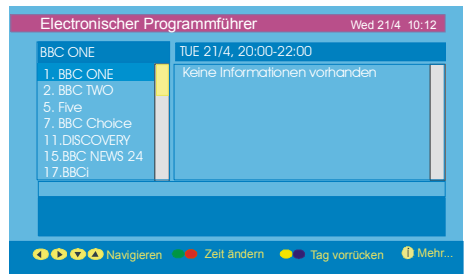 Electronischer Programmführer
Wed 21/4 10:12
BBC ONE
TUE 21/4, 20:00-22:00
1. BBC ONE
2. BBC TWO
5. Five
7. BBC Choice
11.DISCOVERY
15.BBC NEWS 24
17.BBCi
Keine Informationen vorhanden
Navigieren
Zeit ändern
Tag vorrücken
i Mehr...